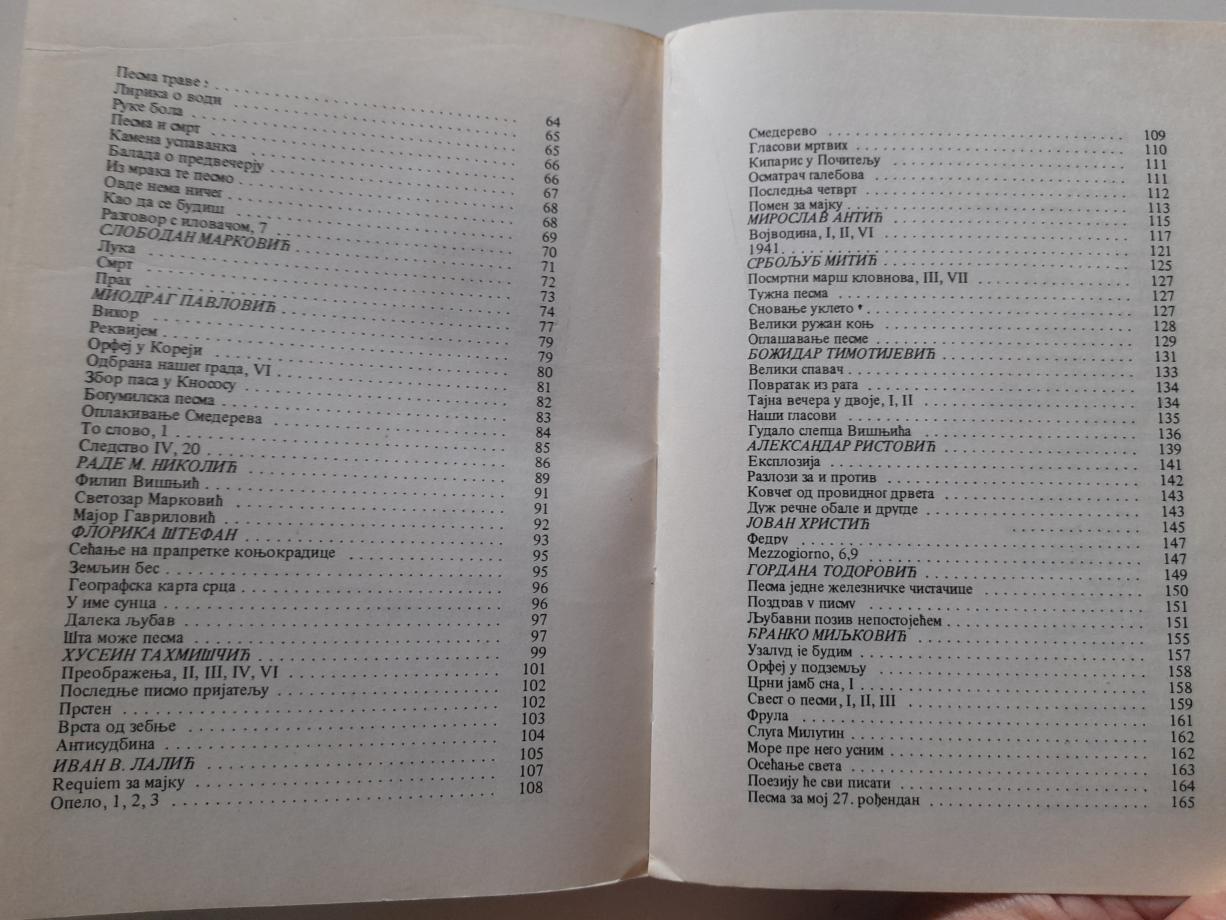 Песма траве : 64
Лирика о води 65
Руке бола 65
Песма и смрт 66
Камена успаванка 66
Балада о предвечерју 67
Из мрака те песмо 68
Овде нема ничег 68
Као да се будиш 69
Разговор с иловачом, 7 70
СЛОБОДАН МАРКОВИЋ 71
Лука 72
Смрт 73
Прах 74
МИОДРАГ ПАВЛОВИЋ 77
Вихор 79
Реквијем 79
Орфеј у Кореји 80
Одбрана нашег града, VI 81
Збор паса у Кнососу 82
Богумилска песма 83
Оплакивање Смедерева 84
То слово, 1 85
Следство IV, 20 86
РАДЕ М. НИКОЛИЋ 89
Филип Вишњић 91
Светозар Марковић 91
Мајор Гавриловић 92
ФЛОРИКА ШТЕФАН 93
Сећање на прапретке коњокрадице 95
Земљин бес 95
Географска карта срца 96
У име сунца 96
Далека љубав 97
Шта може песма 97
ХУСЕИН ТАХМИШЧИЋ 99
Преображења, II, III, IV, VI 101
Последње писмо пријатељу 102
Прстен 102
Врста од зебње 103
Антисудбина 104
ИВАН В. ЛАЛИЋ 105
Requiem за мајку 107
Опело, 1, 2, 3 108
Смедерево 109
Гласови мртвих 110
Кипарис у Почитељу 111
Осматрач галебова 111
Последња четврт 112
Помен за мајку 113
МИРОСЛАВ АНТИЋ 115
Војводина, I, II, VI 117
1941. 121
СРБОЉУБ МИТИЋ 125
Посмртни марш кловнова, III, VII 127
Тужна песма 127
Сновање уклето 127
Велики ружан коњ 128
Оглашавање песме 129
БОЖИДАР ТИМОТИЈЕВИЋ 131
Велики спавач 133
Повратак из рата 134
Тајна вечера у двоје, I, II 134
Наши гласови 135
Гудало слепца Вишњића 136
АЛЕКСАНДАР РИСТОВИЋ 139
Експлозија 141
Разлози за и против 142
Ковчег од провидног дрвета 143
Дуж речне обале и другде 143
ЈОВАН ХРИСТИЋ 145
Федру 147
Mezzogiorno, 6,9 147
ГОРДАНА ТОДОРОВИЋ 149
Песма једне железничке чистачице 150
Поздрав у писму 151
Љубавни позив непостојећем 151
БРАНКО МИЉКОВИЋ 155
Узалуд је будим 157
Орфеј у подземљу 158
Црни јамб сна, I 158
Свест о песми, I, II, III 159
Фрула 161
Слуга Милутин 162
Море пре него усним 162
Осећање света 163
Поезију ће сви писати 164
Песма за мој 27. рођендан 165